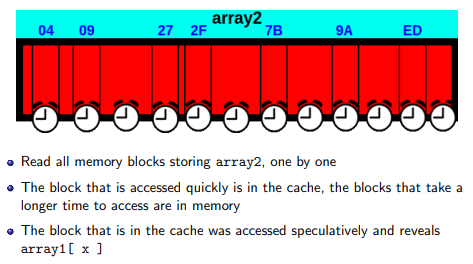 array2
04 09 27 2F 7B 9A ED
Read all memory blocks storing array2, one by one
The block that is accessed quickly is in the cache, the blocks that take a
longer time to access are in memory
The block that is in the cache was accessed speculatively and reveals
array1[ x ]